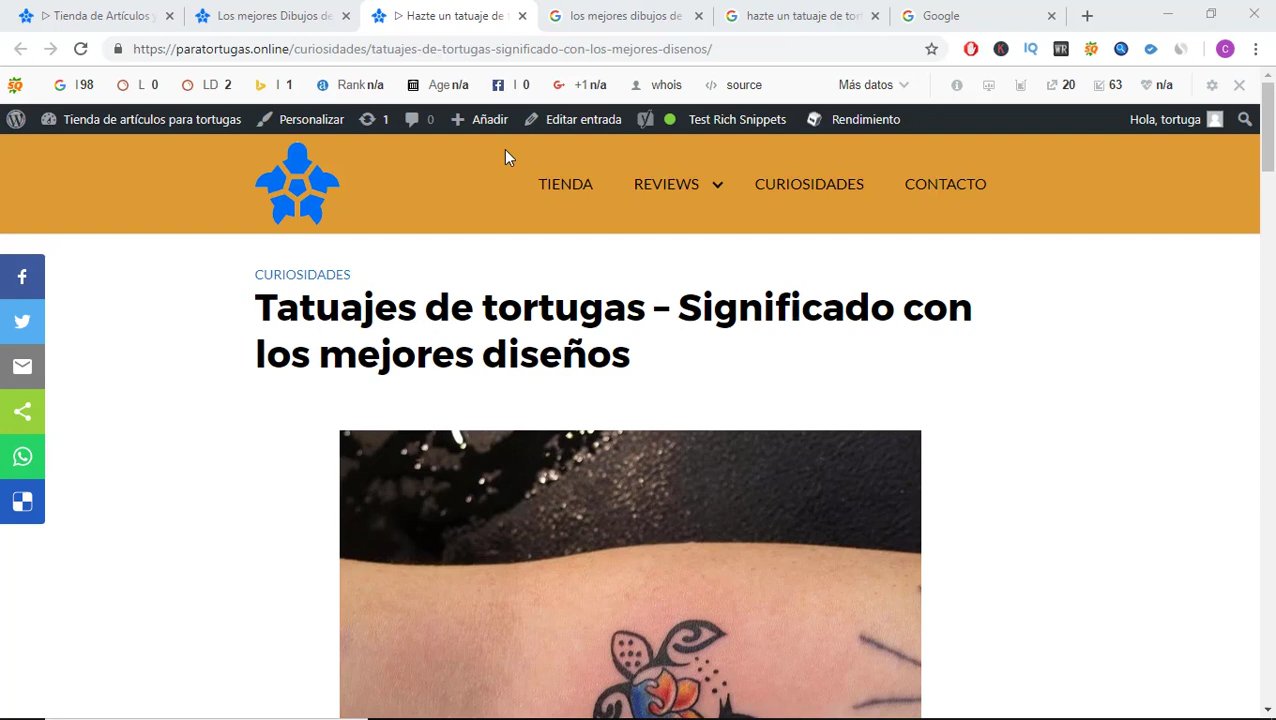 Tienda de Artículos y
Los mejores Dibujos de
▷ Hazte un tatuaje de t
los mejores dibujos de
hazte un tatuaje de tor
Google
https://paratortugas.online/curiosidades/tatuajes-de-tortugas-significado-con-los-mejores-disenos/
I 98
L 0
LD 2
I 1
Rank n/a
Age n/a
I 0
+1 n/a
whois
source
Más datos
20
63
n/a
Tienda de artículos para tortugas
Personalizar
1
0
Añadir
Editar entrada
Test Rich Snippets
Rendimiento
Hola, tortuga
TIENDA
REVIEWS
CURIOSIDADES
CONTACTO
CURIOSIDADES
Tatuajes de tortugas – Significado con
los mejores diseños